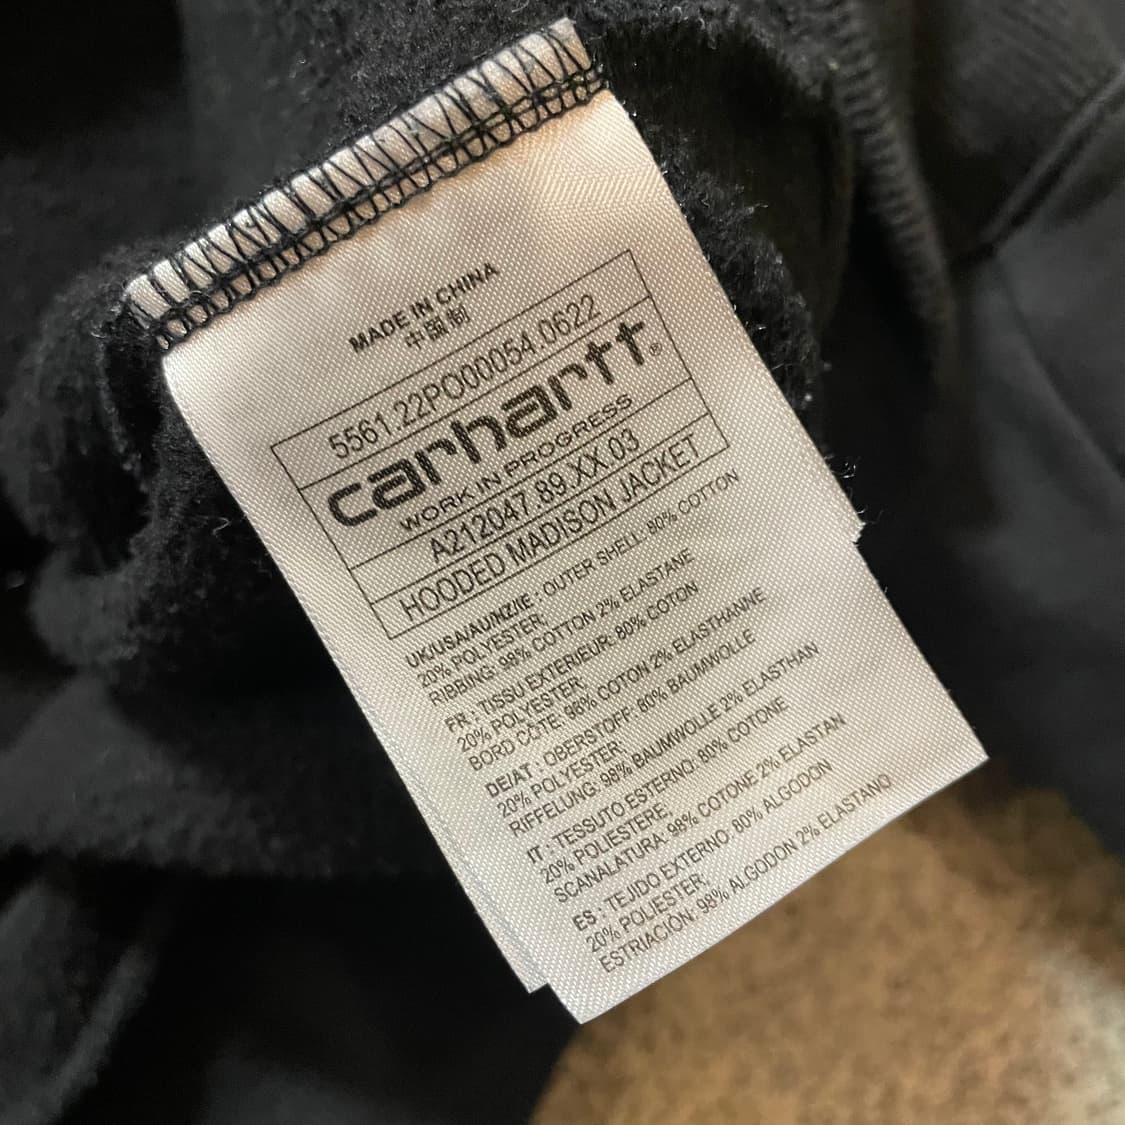 MADE IN CHINA
中国制
5561.22PO00054.0622
carhartt®
WORK IN PROGRESS
A212047.89.XX.03
HOODED MADISON JACKET
UK/USA/AU/NZ/IE : OUTER SHELL: 80% COTTON
20% POLYESTER;
RIBBING: 98% COTTON 2% ELASTANE
FR : TISSU EXTERIEUR: 80% COTON
20% POLYESTER;
BORD COTE: 98% COTON 2% ELASTHANNE
DE/AT : OBERSTOFF: 80% BAUMWOLLE
20% POLYESTER;
RIFFELUNG: 98% BAUMWOLLE 2% ELASTHAN
IT : TESSUTO ESTERNO: 80% COTONE
20% POLIESTERE,
SCANALATURA: 98% COTONE 2% ELASTAN
ES : TEJIDO EXTERNO: 80% ALGODON
20% POLIESTER;
ESTRIACIÓN: 98% ALGODON 2% ELASTANO